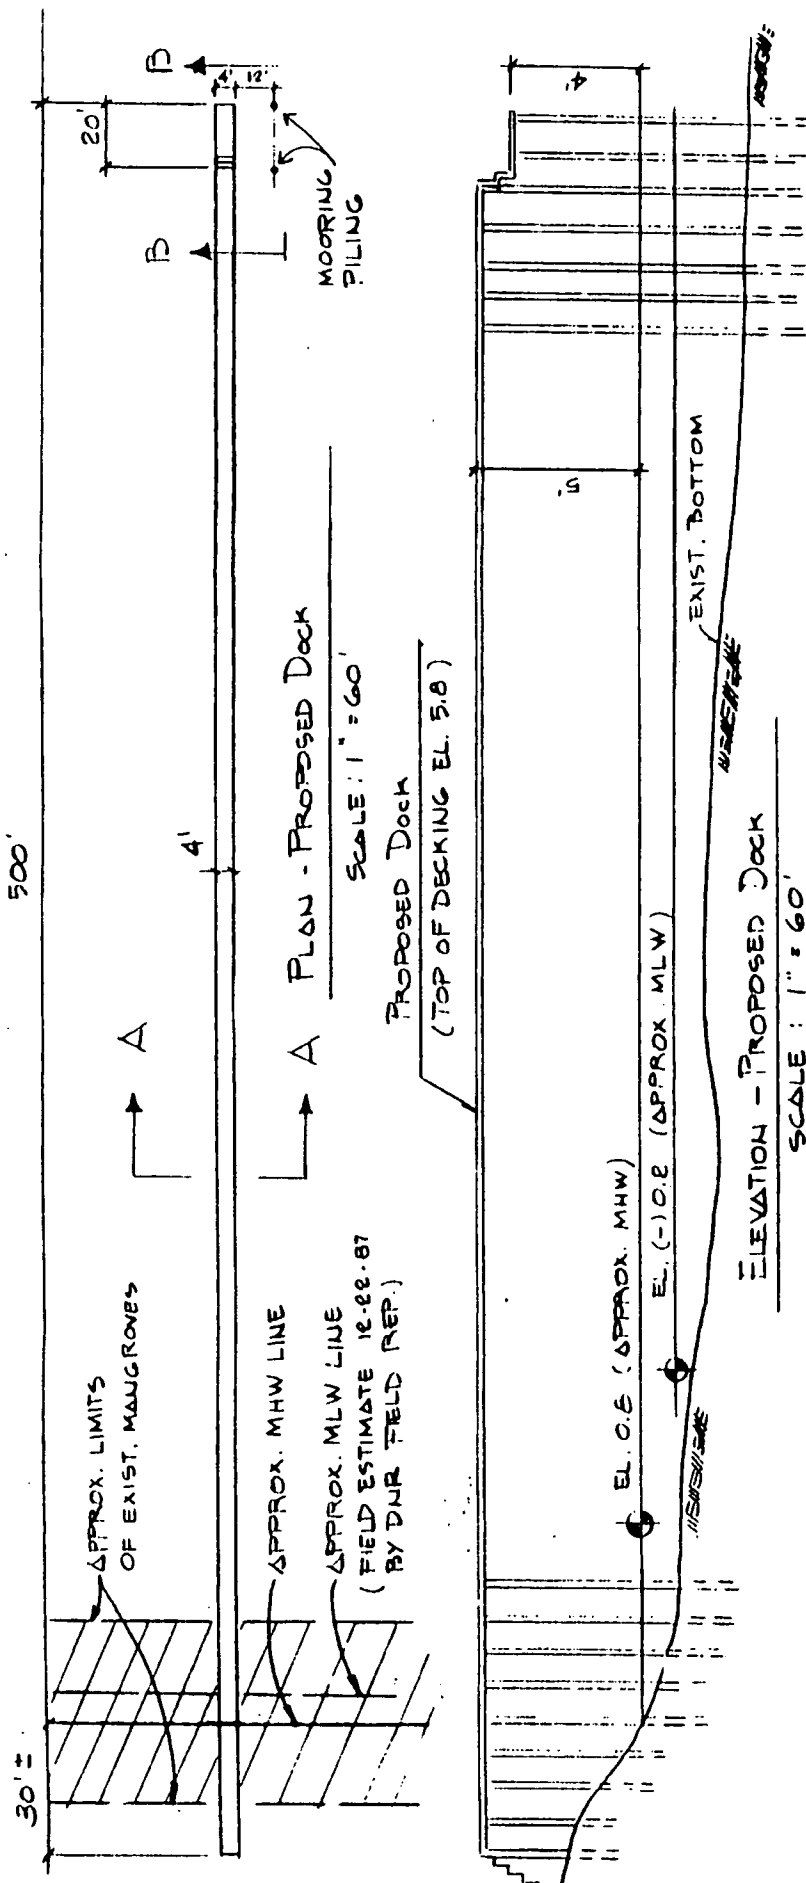 500'
30' ±
20'
B
B
4'
12'
MOORING
PILING
4'
A
A
APPROX. LIMITS
OF EXIST. MANGROVES
APPROX. MHW LINE
APPROX. MLW LINE
(FIELD ESTIMATE 12-22-87
BY DNR FIELD REP.)
PLAN - PROPOSED DOCK
SCALE: 1" = 60'
PROPOSED DOCK
(TOP OF DECKING EL. 5.8)
4'
5'
EL. 0.8 (APPROX. MHW)
EL. (-) 0.8 (APPROX. MLW)
EXIST. BOTTOM
ELEVATION - PROPOSED DOCK
SCALE: 1" = 60'